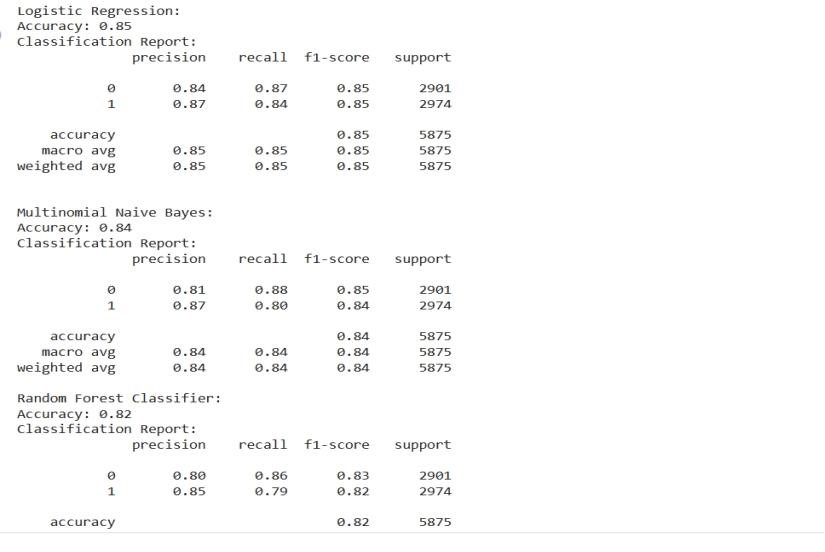 Logistic Regression:
Accuracy: 0.85
Classification Report:
precision recall f1-score support
0 0.84 0.87 0.85 2901
1 0.87 0.84 0.85 2974
accuracy 0.85 5875
macro avg 0.85 0.85 0.85 5875
weighted avg 0.85 0.85 0.85 5875
Multinomial Naive Bayes:
Accuracy: 0.84
Classification Report:
precision recall f1-score support
0 0.81 0.88 0.85 2901
1 0.87 0.80 0.84 2974
accuracy 0.84 5875
macro avg 0.84 0.84 0.84 5875
weighted avg 0.84 0.84 0.84 5875
Random Forest Classifier:
Accuracy: 0.82
Classification Report:
precision recall f1-score support
0 0.80 0.86 0.83 2901
1 0.85 0.79 0.82 2974
accuracy 0.82 5875